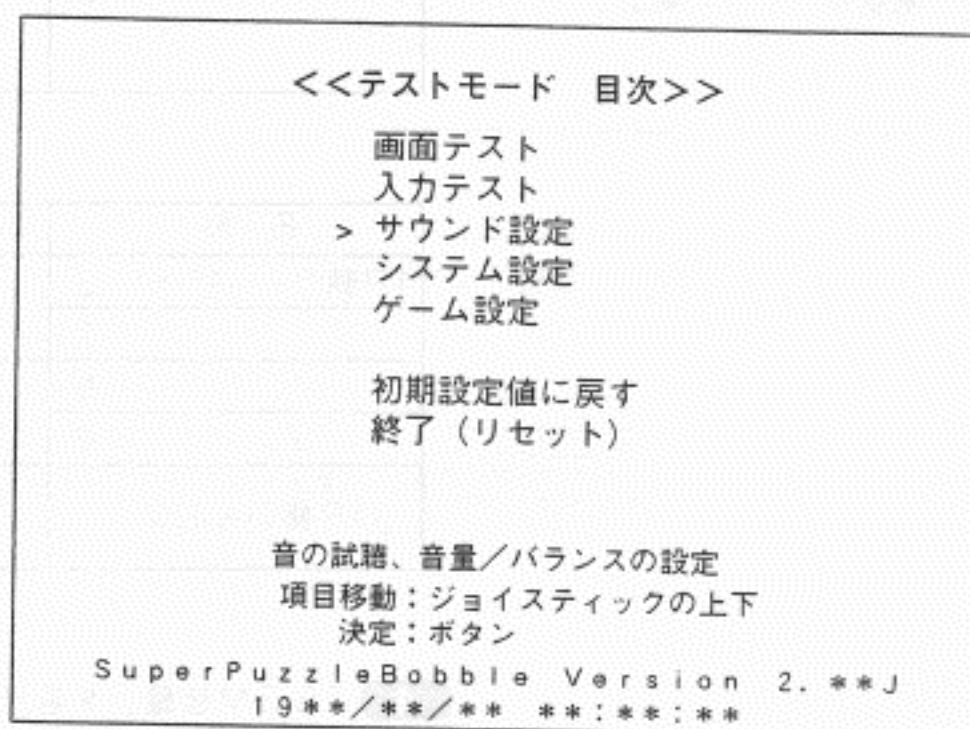 <<テストモード　目次>>
画面テスト
入力テスト
> サウンド設定
システム設定
ゲーム設定
初期設定値に戻す
終了（リセット）
音の試聴、音量／バランスの設定
項目移動：ジョイスティックの上下
決定：ボタン
SuperPuzzleBobble Version 2.**J
19**/**/** **:**:**